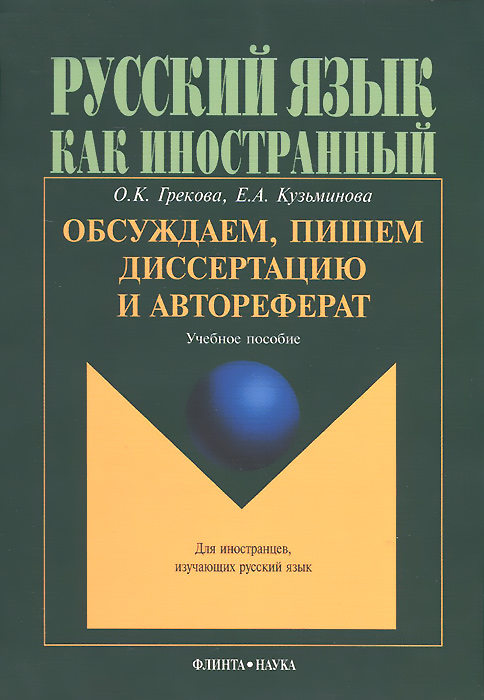 РУССКИЙ ЯЗЫК
КАК ИНОСТРАННЫЙ
О.К. Грекова, Е.А. Кузьминова
ОБСУЖДАЕМ, ПИШЕМ
ДИССЕРТАЦИЮ
И АВТОРЕФЕРАТ
Учебное пособие
Для иностранцев,
изучающих русский язык
ФЛИНТА • НАУКА